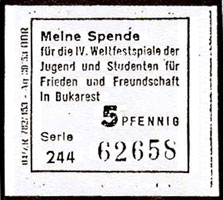 Meine Spende
für die IV. Weltfestspiele der
Jugend und Studenten für
Frieden und Freundschaft
in Bukarest
5 PFENNIG
Serie
244 62658